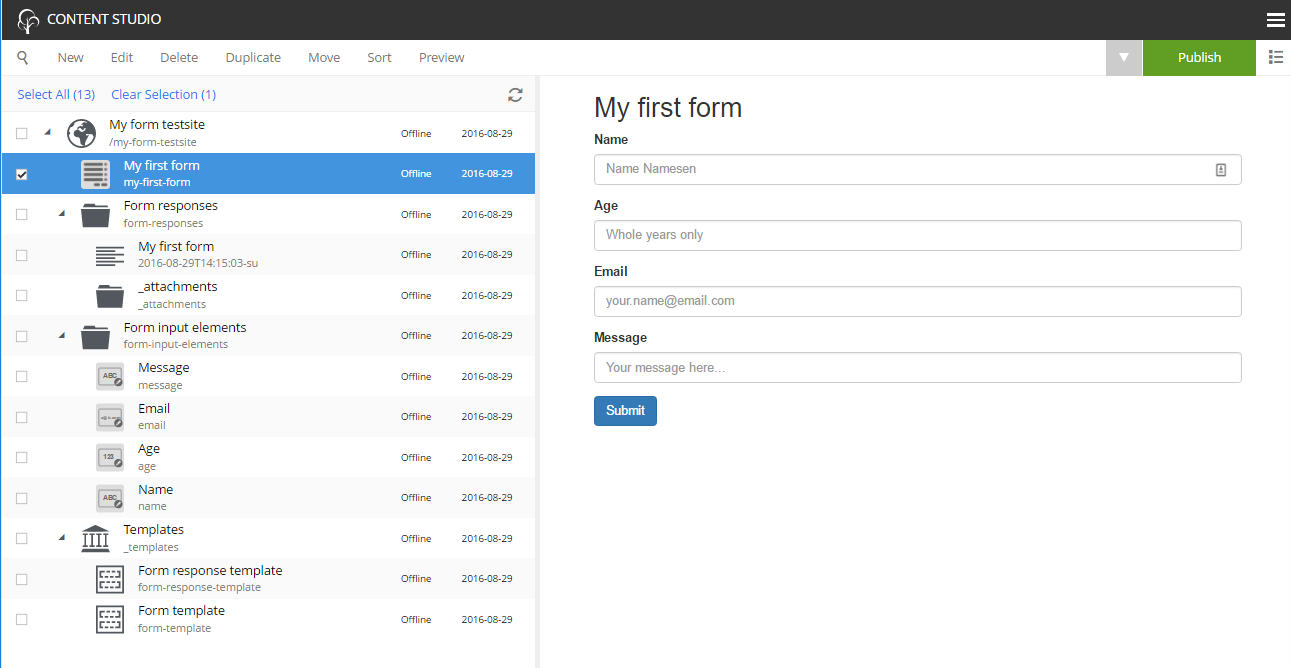 CONTENT STUDIO
New Edit Delete Duplicate Move Sort Preview Publish
Select All (13) Clear Selection (1)
My form testsite
/my-form-testsite
Offline 2016-08-29
My first form
my-first-form
Offline 2016-08-29
Form responses
form-responses
Offline 2016-08-29
My first form
2016-08-29T14:15:03-su
Offline 2016-08-29
_attachments
_attachments
Offline 2016-08-29
Form input elements
form-input-elements
Offline 2016-08-29
ABC
Message
message
Offline 2016-08-29
Email
email
Offline 2016-08-29
123
Age
age
Offline 2016-08-29
ABC
Name
name
Offline 2016-08-29
Templates
_templates
Offline 2016-08-29
Form response template
form-response-template
Offline 2016-08-29
Form template
form-template
Offline 2016-08-29
My first form
Name
Name Namesen
Age
Whole years only
Email
your.name@email.com
Message
Your message here...
Submit